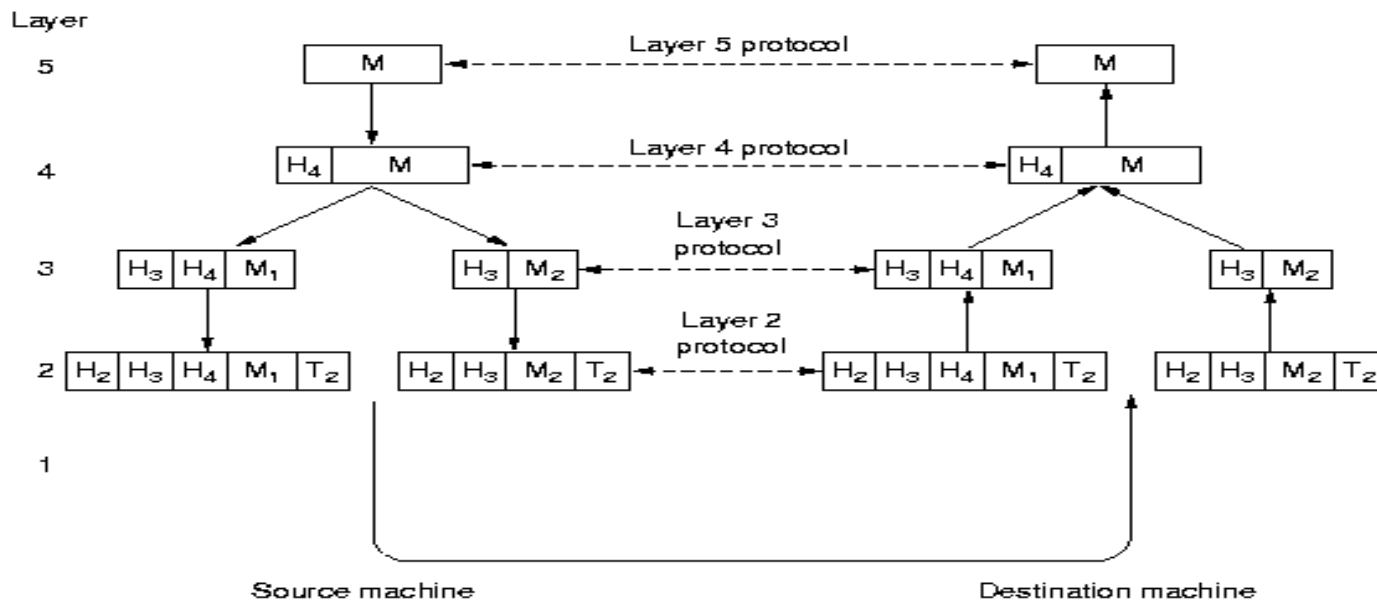 Layer
5 M Layer 5 protocol M
4 H₄ M Layer 4 protocol H₄ M
Layer 3
protocol
3 H₃ H₄ M₁ H₃ M₂ H₃ H₄ M₁ H₃ M₂
Layer 2
protocol
2 H₂ H₃ H₄ M₁ T₂ H₂ H₃ M₂ T₂ H₂ H₃ H₄ M₁ T₂ H₂ H₃ M₂ T₂
1
Source machine Destination machine